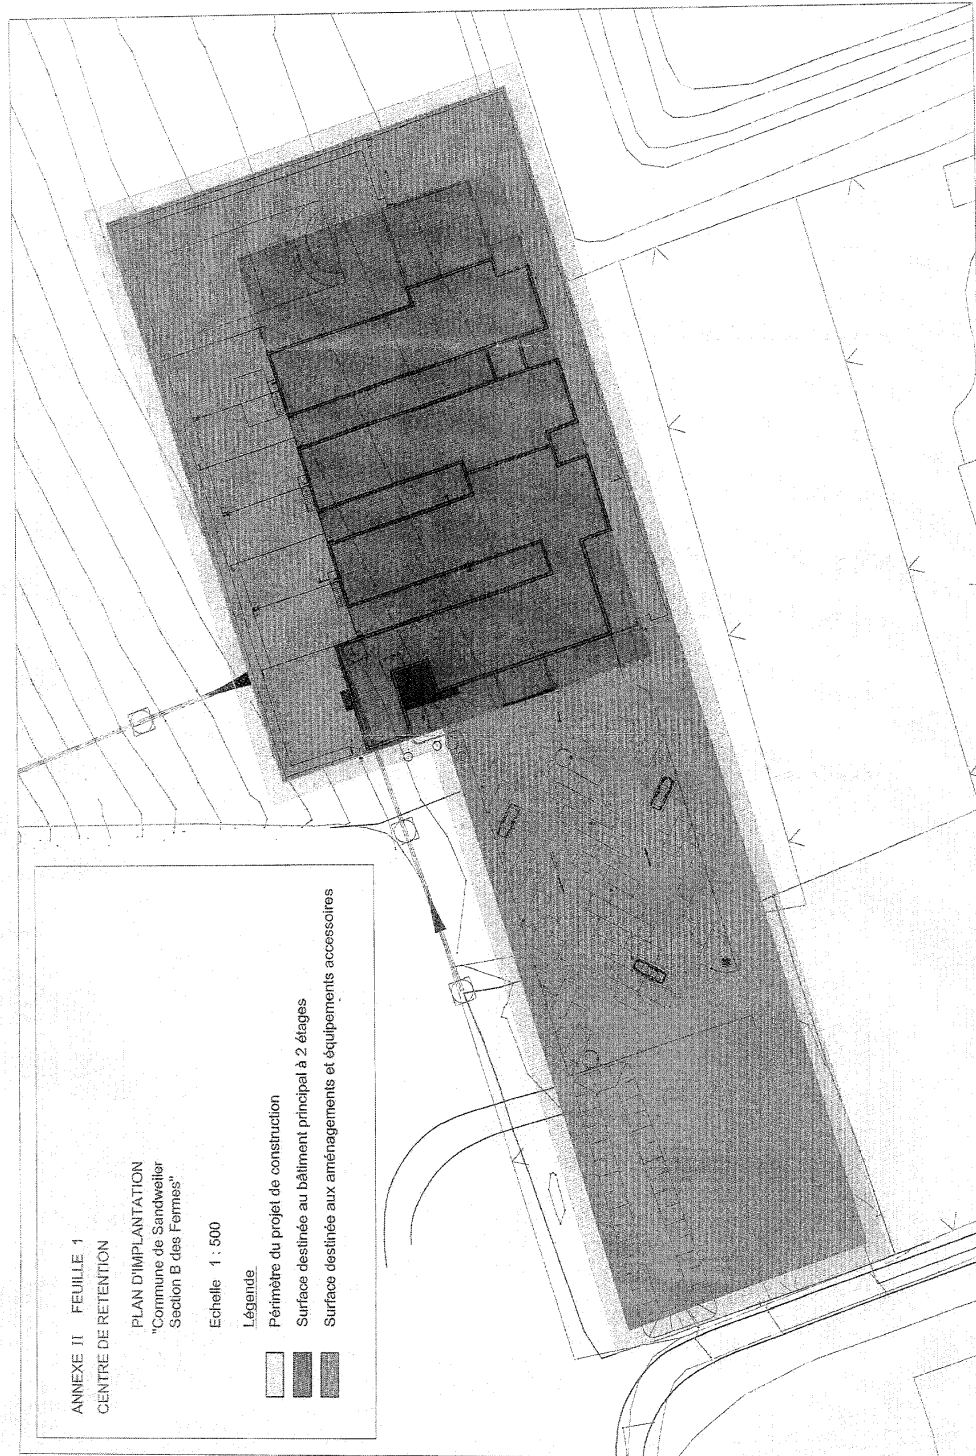 ANNEXE II FEUILLE 1
CENTRE DE RETENTION
PLAN D'IMPLANTATION
"Commune de Sandweiler
Section B des Fermes"
Echelle 1 : 500
Légende
Périmètre du projet de construction
Surface destinée au bâtiment principal à 2 étages
Surface destinée aux aménagements et équipements accessoires